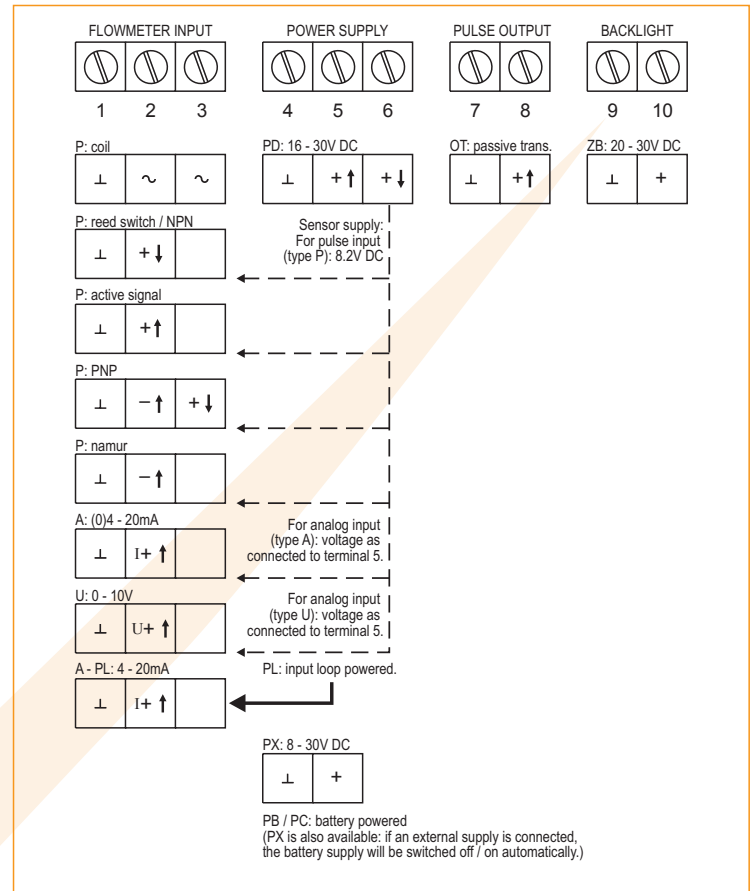 FLOWMETER INPUT POWER SUPPLY PULSE OUTPUT BACKLIGHT
1 2 3 4 5 6 7 8 9 10
P: coil PD: 16 - 30V DC OT: passive trans. ZB: 20 - 30V DC
⊥ ~ ~ ⊥ +↑ +↓ ⊥ +↑ ⊥ +
P: reed switch / NPN
⊥ +↓
Sensor supply:
For pulse input
(type P): 8.2V DC
P: active signal
⊥ +↑
P: PNP
⊥ −↑ +↓
P: namur
⊥ −↑
A: (0)4 - 20mA
⊥ I+ ↑
For analog input
(type A): voltage as
connected to terminal 5.
U: 0 - 10V
⊥ U+ ↑
For analog input
(type U): voltage as
connected to terminal 5.
A - PL: 4 - 20mA PL: input loop powered.
⊥ I+ ↑
PX: 8 - 30V DC
⊥ +
PB / PC: battery powered
(PX is also available: if an external supply is connected,
the battery supply will be switched off / on automatically.)